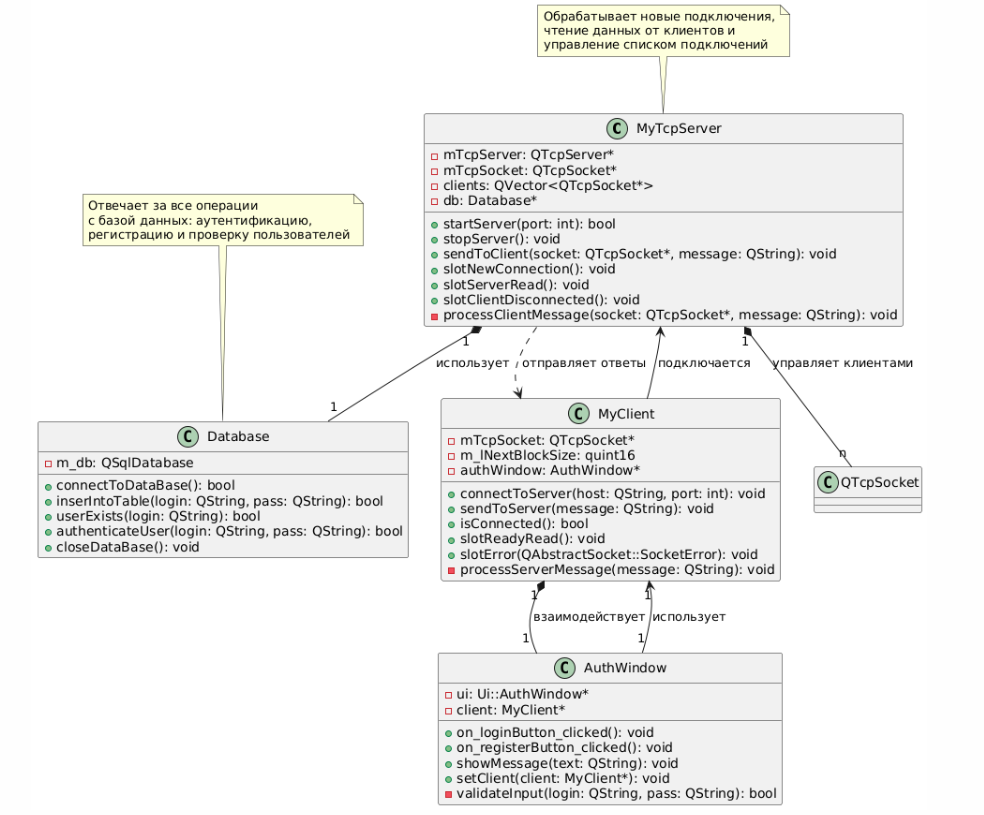 Обрабатывает новые подключения,
чтение данных от клиентов и
управление списком подключений
C MyTcpServer
mTcpServer: QTcpServer*
mTcpSocket: QTcpSocket*
clients: QVector<QTcpSocket*>
db: Database*
startServer(port: int): bool
stopServer(): void
sendToClient(socket: QTcpSocket*, message: QString): void
slotNewConnection(): void
slotServerRead(): void
slotClientDisconnected(): void
processClientMessage(socket: QTcpSocket*, message: QString): void
Отвечает за все операции
с базой данных: аутентификацию,
регистрацию и проверку пользователей
1
1
использует
отправляет ответы
подключается
управляет клиентами
1
n
C Database
m_db: QSqlDatabase
connectToDataBase(): bool
inserIntoTable(login: QString, pass: QString): bool
userExists(login: QString): bool
authenticateUser(login: QString, pass: QString): bool
closeDataBase(): void
C MyClient
mTcpSocket: QTcpSocket*
m_lNextBlockSize: quint16
authWindow: AuthWindow*
connectToServer(host: QString, port: int): void
sendToServer(message: QString): void
isConnected(): bool
slotReadyRead(): void
slotError(QAbstractSocket::SocketError): void
processServerMessage(message: QString): void
C QTcpSocket
1
1
взаимодействует
использует
1
1
C AuthWindow
ui: Ui::AuthWindow*
client: MyClient*
on_loginButton_clicked(): void
on_registerButton_clicked(): void
showMessage(text: QString): void
setClient(client: MyClient*): void
validateInput(login: QString, pass: QString): bool